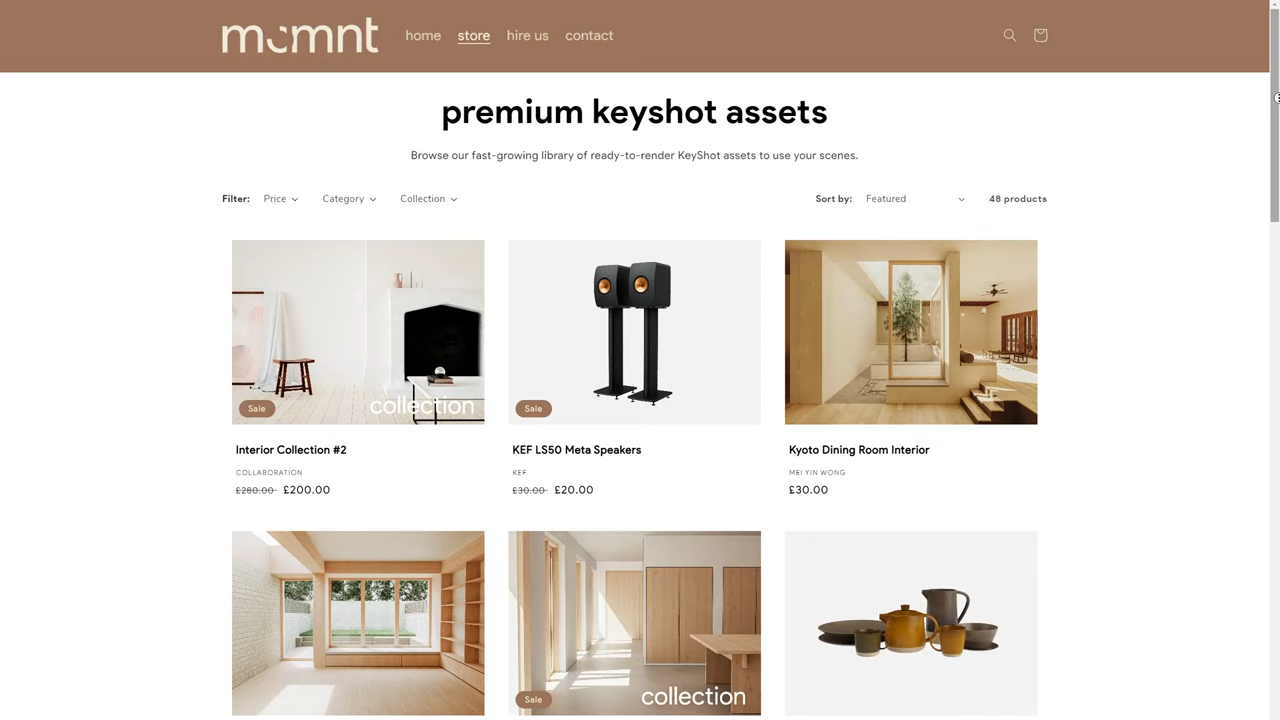 momnt
home
store
hire us
contact
premium keyshot assets
Browse our fast-growing library of ready-to-render KeyShot assets to use your scenes.
Filter:
Price
Category
Collection
Sort by:
Featured
48 products
Sale
collection
Sale
Interior Collection #2
COLLABORATION
£280.00 £200.00
KEF LS50 Meta Speakers
KEF
£30.00 £20.00
Kyoto Dining Room Interior
MEI YIN WONG
£30.00
Sale
collection